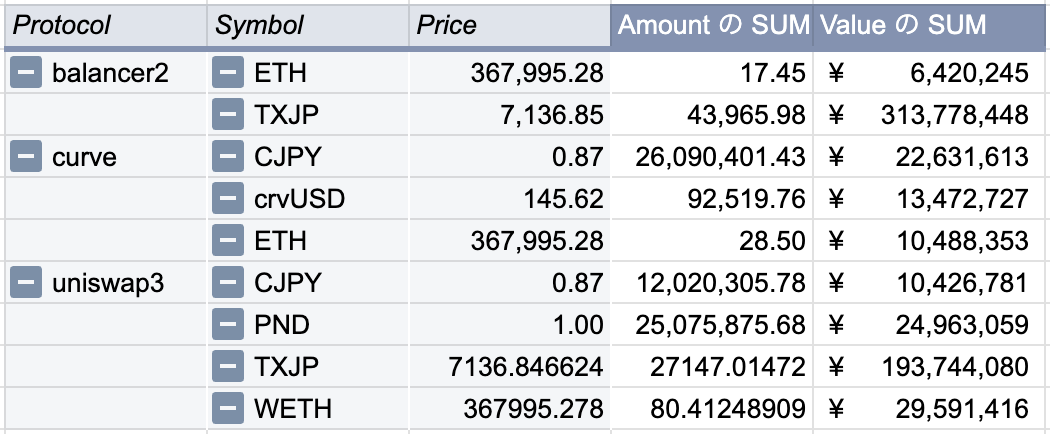 Protocol Symbol Price Amount の SUM Value の SUM
balancer2 ETH 367,995.28 17.45 ¥ 6,420,245
TXJP 7,136.85 43,965.98 ¥ 313,778,448
curve CJPY 0.87 26,090,401.43 ¥ 22,631,613
crvUSD 145.62 92,519.76 ¥ 13,472,727
ETH 367,995.28 28.50 ¥ 10,488,353
uniswap3 CJPY 0.87 12,020,305.78 ¥ 10,426,781
PND 1.00 25,075,875.68 ¥ 24,963,059
TXJP 7136.846624 27147.01472 ¥ 193,744,080
WETH 367995.278 80.41248909 ¥ 29,591,416